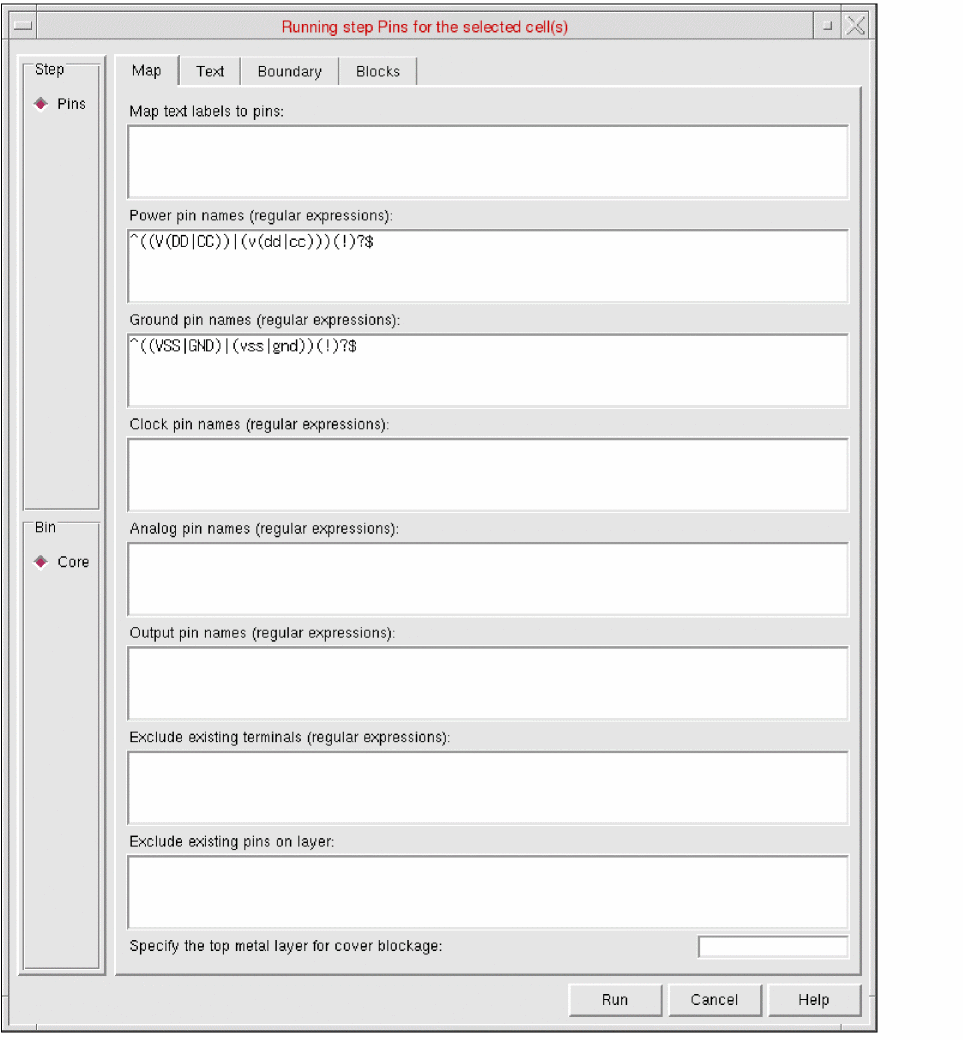 Running step Pins for the selected cell(s)
Step
Pins
Map Text Boundary Blocks
Map text labels to pins:
Power pin names (regular expressions):
^((V(DD|CC))|(v(dd|cc)))(!)?$
Ground pin names (regular expressions):
^((VSS|GND)|(vss|gnd))(!)?$
Clock pin names (regular expressions):
Analog pin names (regular expressions):
Bin
Core
Output pin names (regular expressions):
Exclude existing terminals (regular expressions):
Exclude existing pins on layer:
Specify the top metal layer for cover blockage:
Run Cancel Help